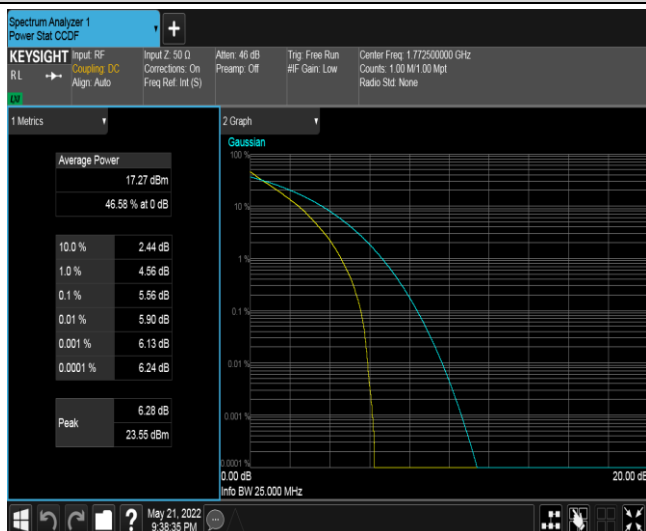 Spectrum Analyzer 1
Power Stat CCDF
+
KEYSIGHT
RL
LXI
Input: RF
Coupling: DC
Align: Auto
Input Z: 50 Ω
Corrections: On
Freq Ref: Int (S)
Atten: 46 dB
Preamp: Off
Trig: Free Run
#IF Gain: Low
Center Freq: 1.772500000 GHz
Counts: 1.00 M/1.00 Mpt
Radio Std: None
1 Metrics
Average Power
17.27 dBm
46.58 % at 0 dB
10.0 % 2.44 dB
1.0 % 4.56 dB
0.1 % 5.56 dB
0.01 % 5.90 dB
0.001 % 6.13 dB
0.0001 % 6.24 dB
Peak
6.28 dB
23.55 dBm
2 Graph
Gaussian
100 %
10 %
1 %
0.1 %
0.01 %
0.001 %
0.0001 %
0.00 dB
20.00 dB
Info BW 25.000 MHz
?
May 21, 2022
9:38:35 PM